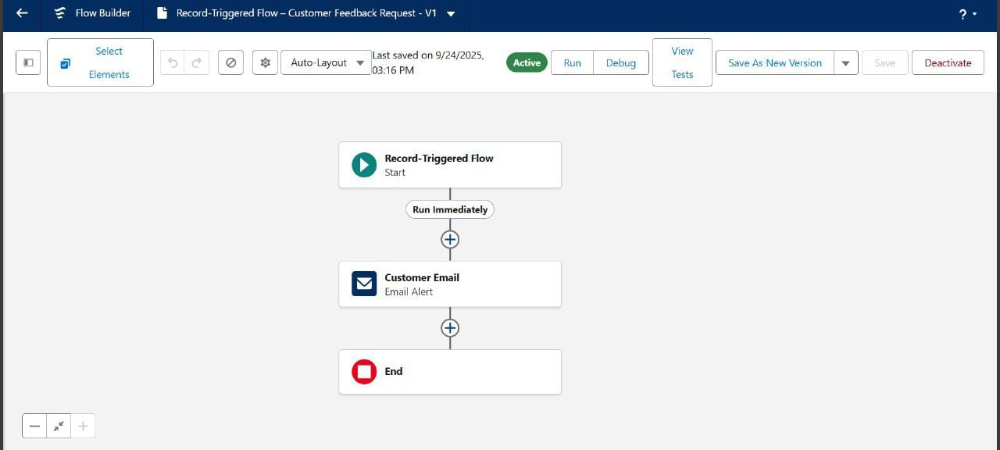 Flow Builder
Record-Triggered Flow – Customer Feedback Request - V1
?
Select
Elements
Auto-Layout
Last saved on 9/24/2025,
03:16 PM
Active
Run
Debug
View
Tests
Save As New Version
Save
Deactivate
Record-Triggered Flow
Start
Run Immediately
Customer Email
Email Alert
End